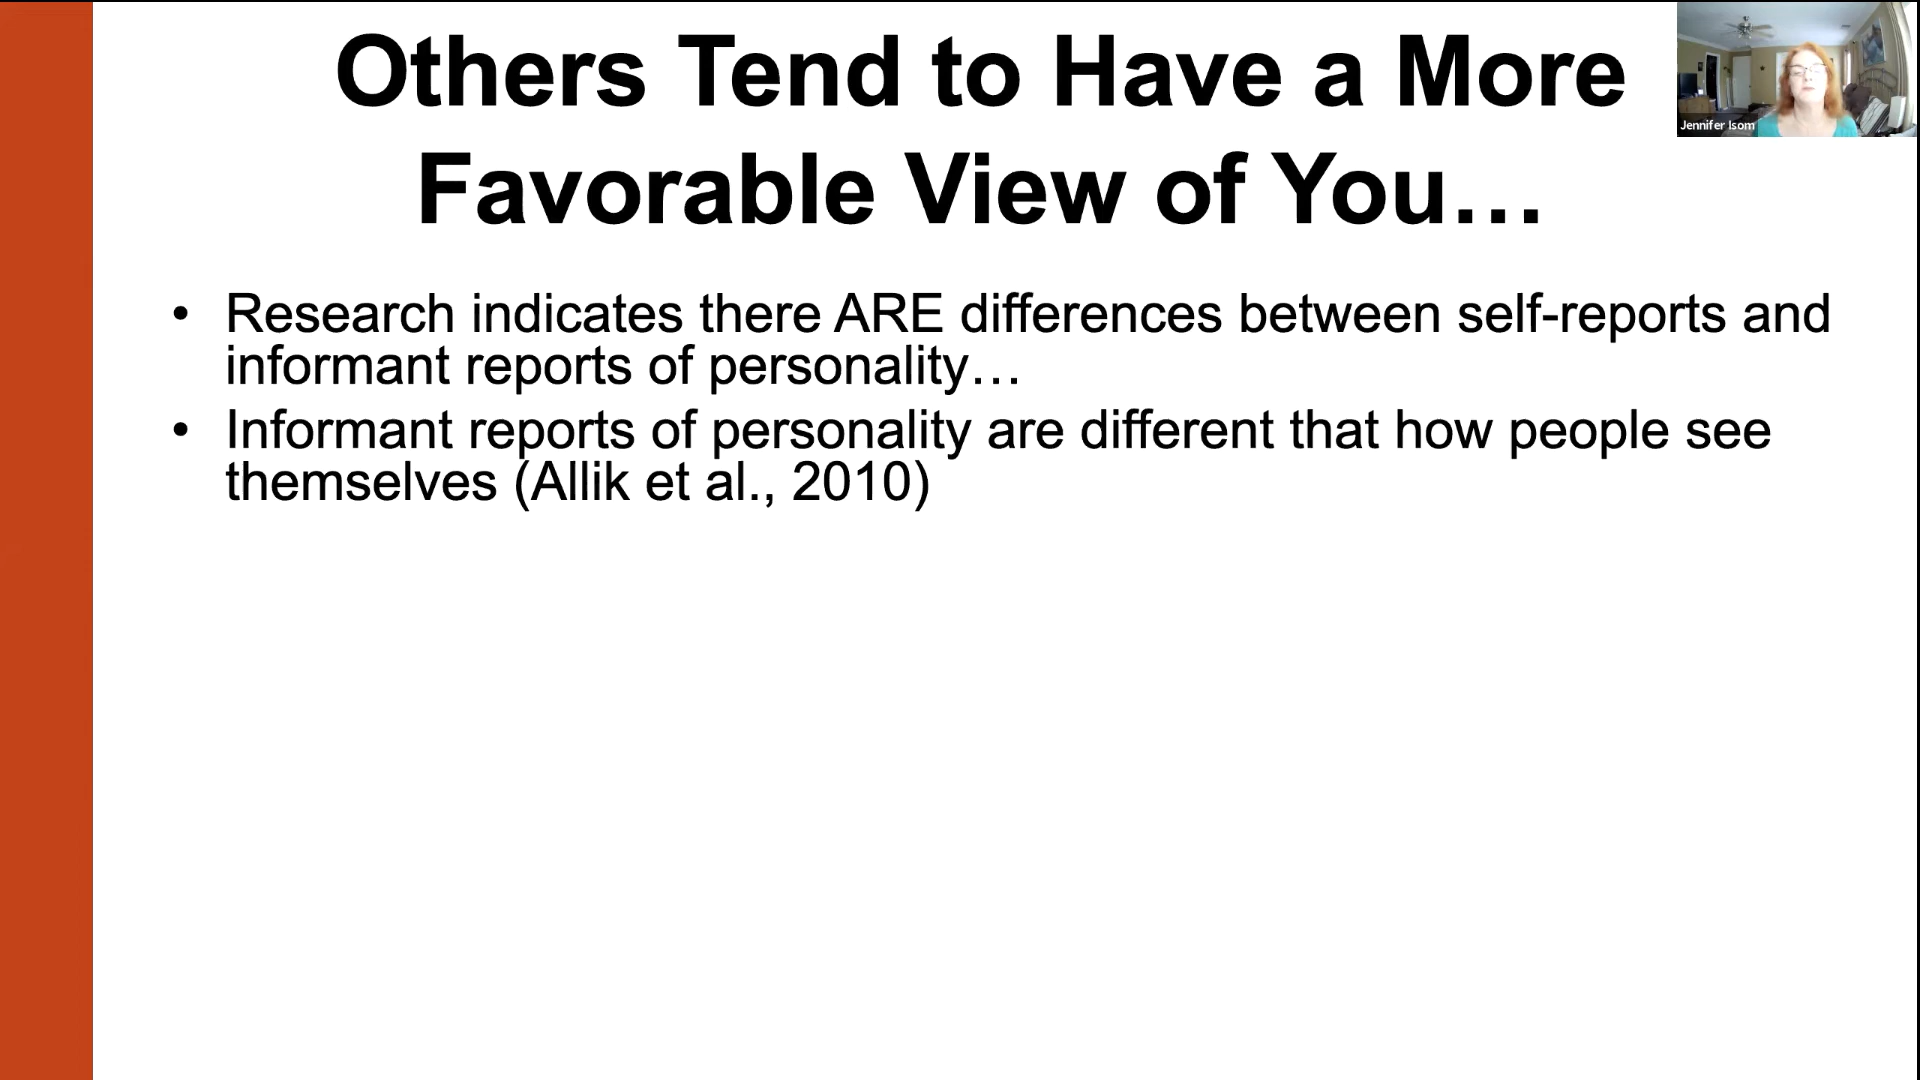 Others Tend to Have a More
Favorable View of You…
Jennifer Isom
• Research indicates there ARE differences between self-reports and
informant reports of personality…
• Informant reports of personality are different that how people see
themselves (Allik et al., 2010)